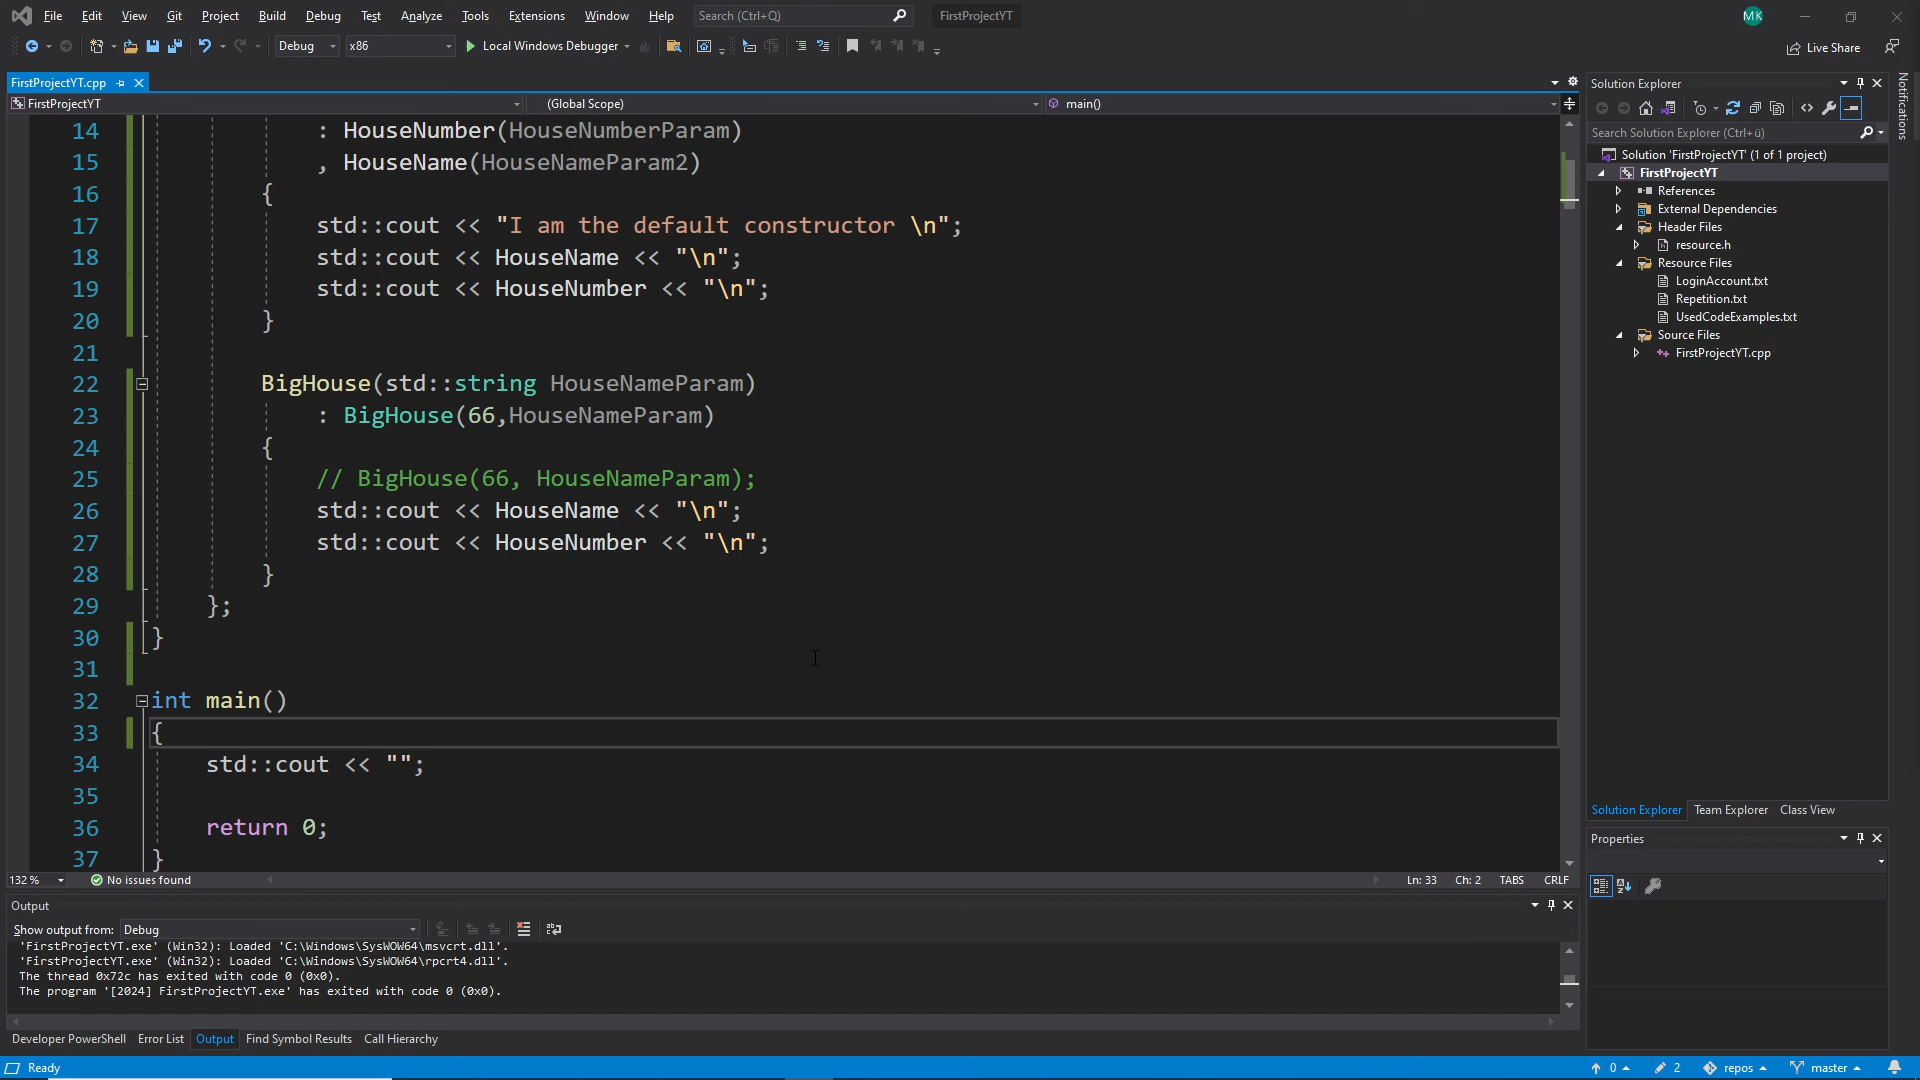 File Edit View Git Project Build Debug Test Analyze Tools Extensions Window Help Search (Ctrl+Q) FirstProjectYT MK
Debug x86 Local Windows Debugger Live Share
FirstProjectYT.cpp
FirstProjectYT (Global Scope) main()
14 : HouseNumber(HouseNumberParam)
15 , HouseName(HouseNameParam2)
16 {
17 std::cout << "I am the default constructor \n";
18 std::cout << HouseName << "\n";
19 std::cout << HouseNumber << "\n";
20 }
21
22 BigHouse(std::string HouseNameParam)
23 : BigHouse(66,HouseNameParam)
24 {
25 // BigHouse(66, HouseNameParam);
26 std::cout << HouseName << "\n";
27 std::cout << HouseNumber << "\n";
28 }
29 };
30 }
31
32 int main()
33 {
34 std::cout << "";
35
36 return 0;
37 }
132 % No issues found Ln: 33 Ch: 2 TABS CRLF
Output
Show output from: Debug
'FirstProjectYT.exe' (Win32): Loaded 'C:\Windows\SysWOW64\msvcrt.dll'.
'FirstProjectYT.exe' (Win32): Loaded 'C:\Windows\SysWOW64\rpcrt4.dll'.
The thread 0x72c has exited with code 0 (0x0).
The program '[2024] FirstProjectYT.exe' has exited with code 0 (0x0).
Developer PowerShell Error List Output Find Symbol Results Call Hierarchy
Ready 0 2 repos master
Solution Explorer
Search Solution Explorer (Ctrl+ü)
Solution 'FirstProjectYT' (1 of 1 project)
FirstProjectYT
References
External Dependencies
Header Files
resource.h
Resource Files
LoginAccount.txt
Repetition.txt
UsedCodeExamples.txt
Source Files
FirstProjectYT.cpp
Solution Explorer Team Explorer Class View
Properties
Notifications